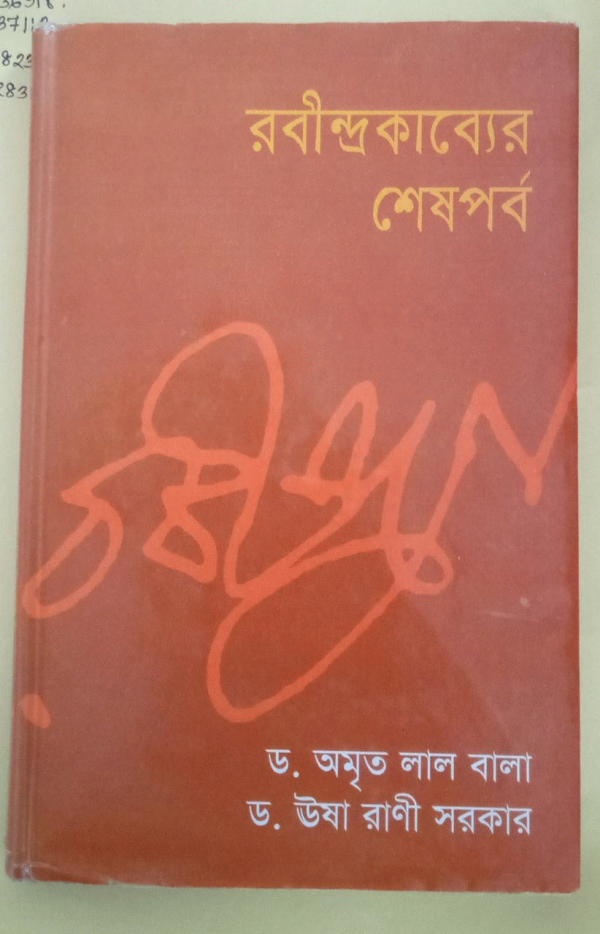 রবীন্দ্রকাব্যের
শেষপর্ব
ড. অমৃত লাল বালা
ড. ঊষা রাণী সরকার